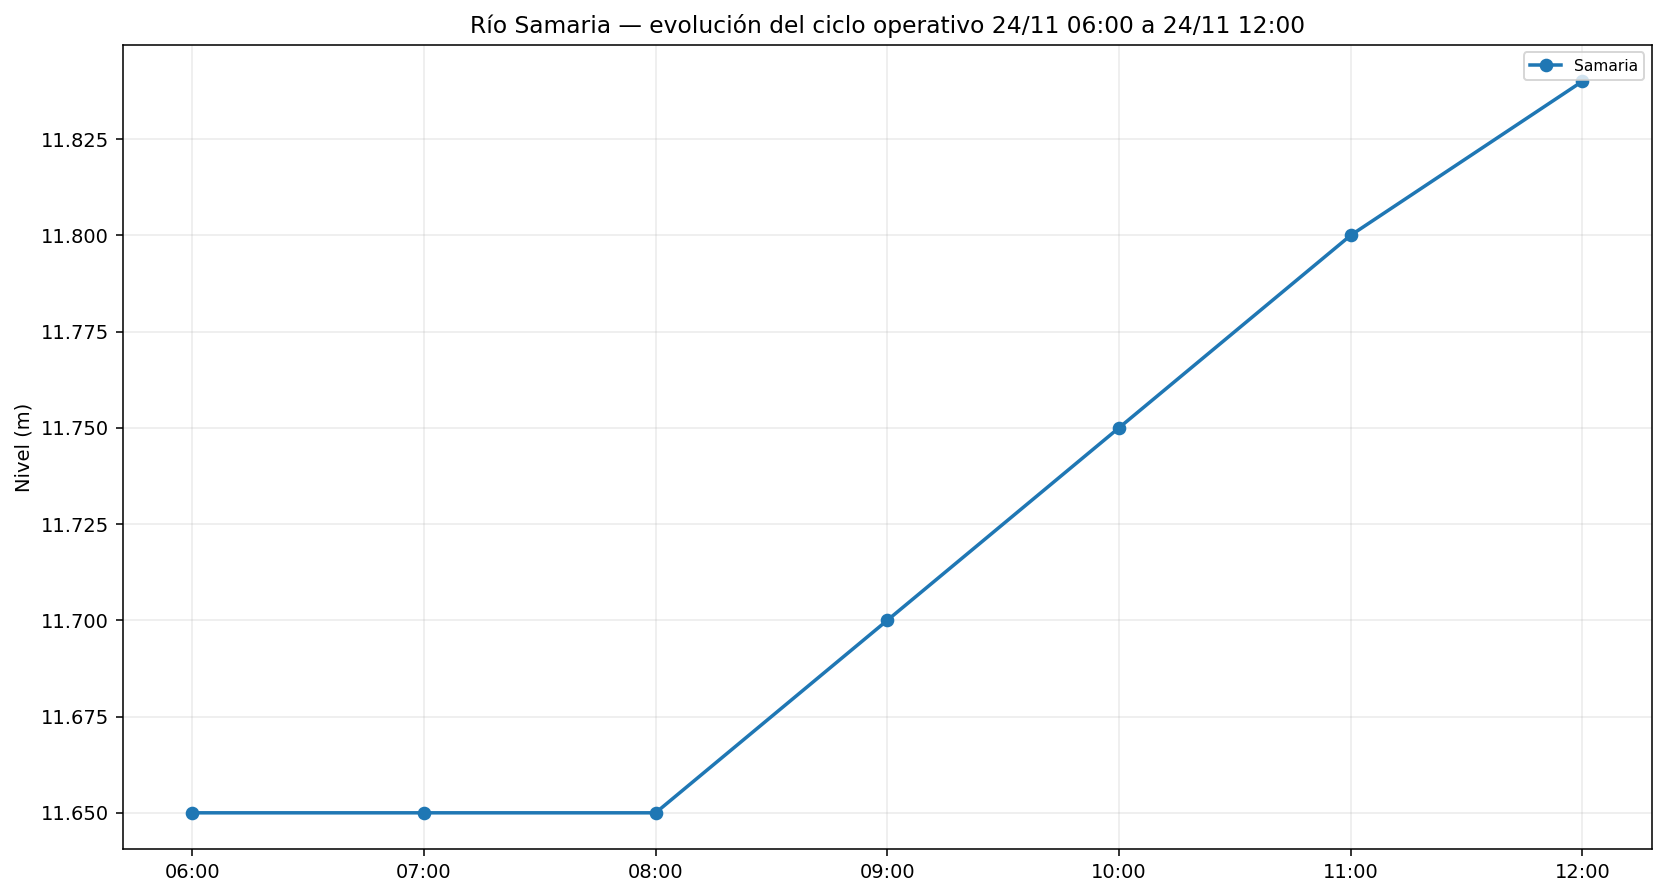 Río Samaria — evolución del ciclo operativo 24/11 06:00 a 24/11 12:00
Samaria
Nivel (m)
11.825
11.800
11.775
11.750
11.725
11.700
11.675
11.650
06:00 07:00 08:00 09:00 10:00 11:00 12:00